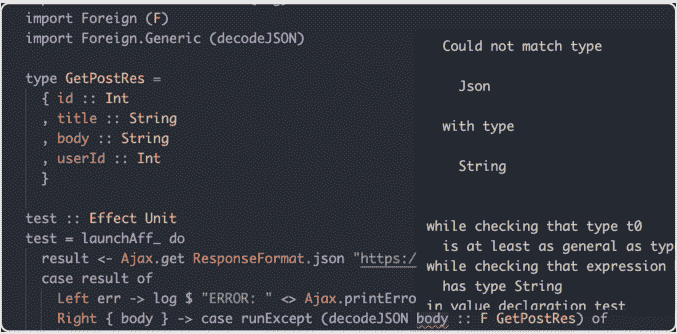 import Foreign (F)
import Foreign.Generic (decodeJSON)
type GetPostRes =
{ id :: Int
, title :: String
, body :: String
, userId :: Int
}
test :: Effect Unit
test = launchAff_ do
result <- Ajax.get ResponseFormat.json "https:/
case result of
Left err -> log $ "ERROR: " <> Ajax.printErro
Right { body } -> case runExcept (decodeJSON body :: F GetPostRes) of
Could not match type
Json
with type
String
while checking that type t0
is at least as general as typ
while checking that expression
has type String
in value declaration test